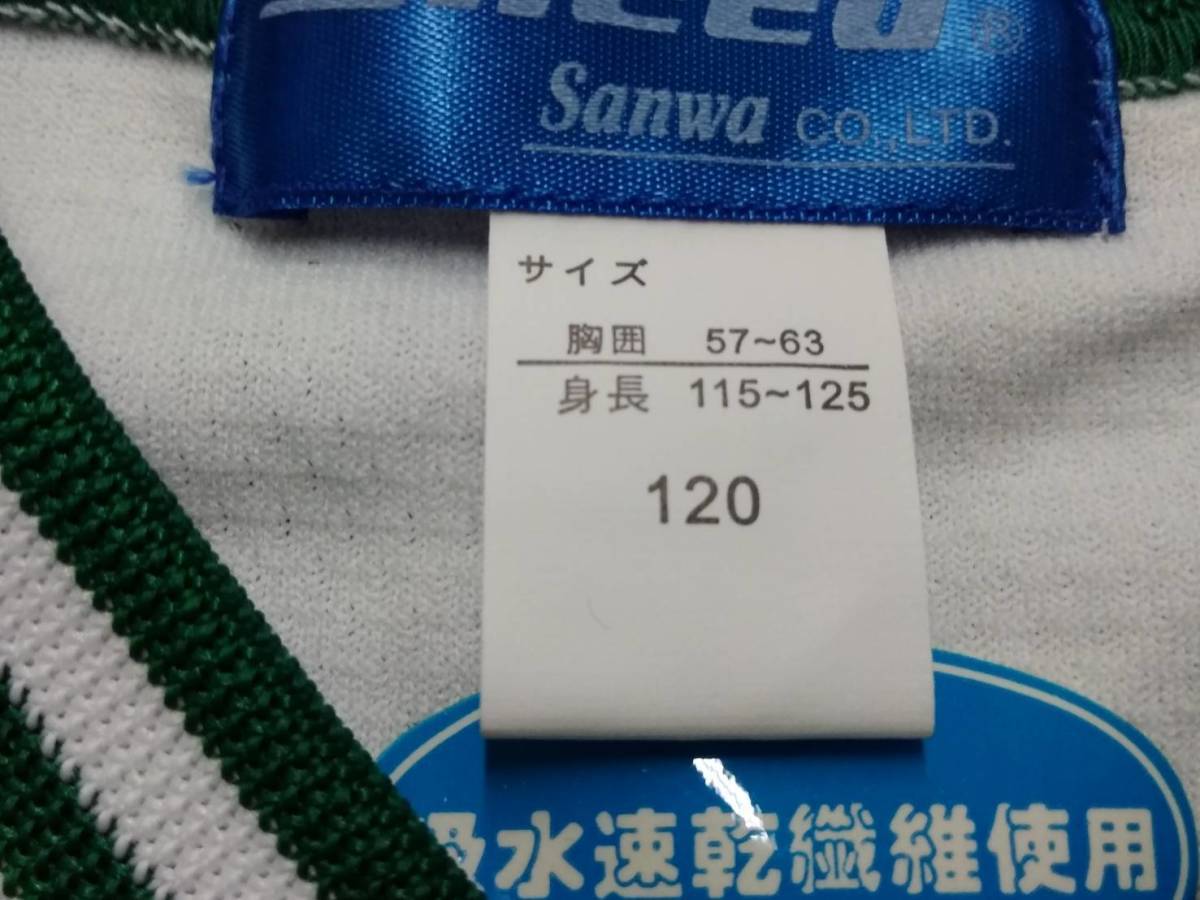 ®
Sanwa CO.,LTD.
サイズ
胸囲 57~63
身長 115~125
120
吸水速乾繊維使用